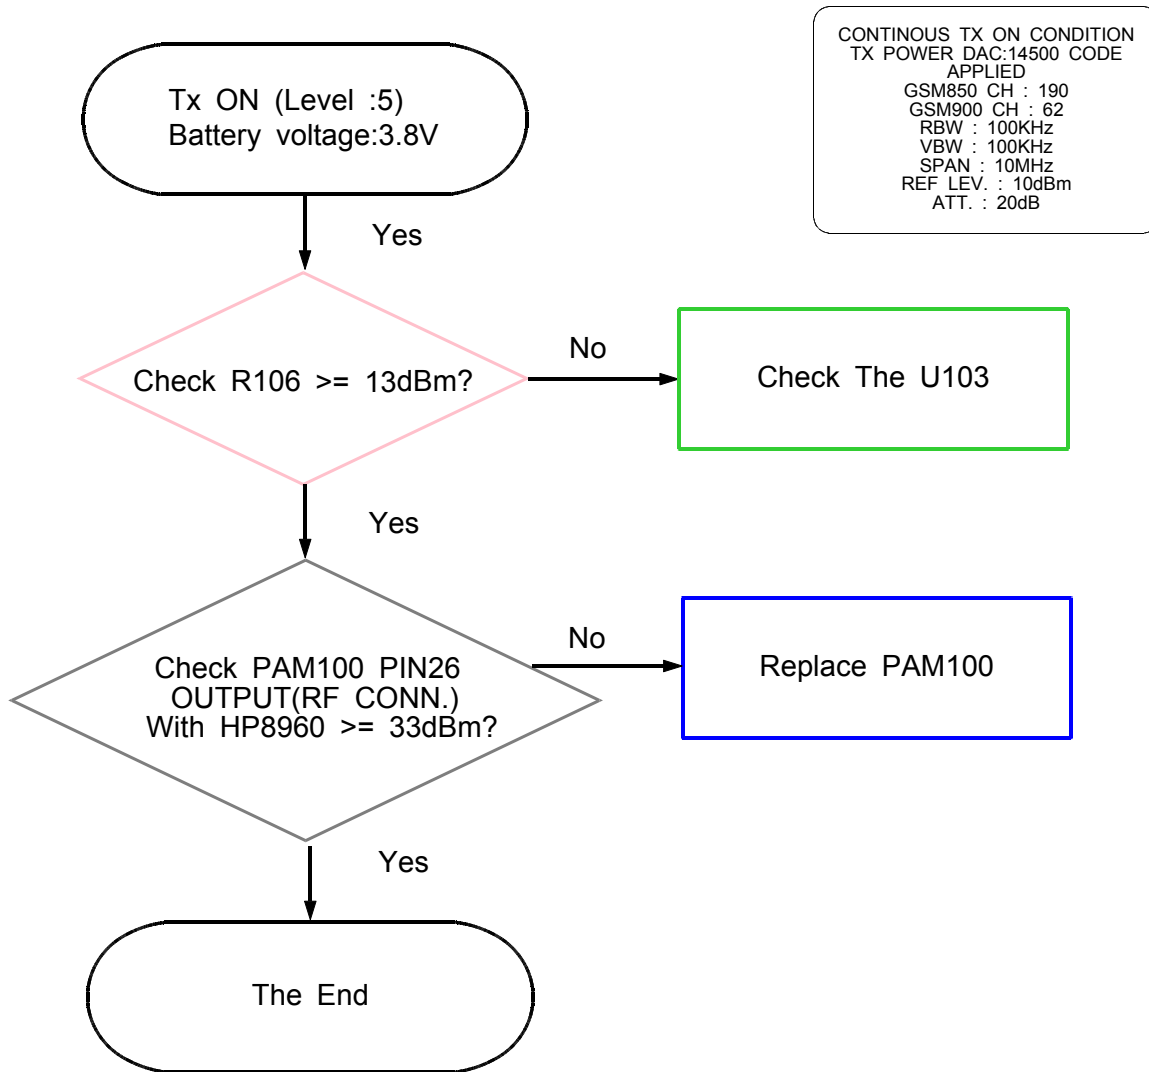 CONTINOUS TX ON CONDITION
TX POWER DAC:14500 CODE
APPLIED
GSM850 CH : 190
GSM900 CH : 62
RBW : 100KHz
VBW : 100KHz
SPAN : 10MHz
REF LEV. : 10dBm
ATT. : 20dB
Tx ON (Level :5)
Battery voltage:3.8V
Yes
Check R106 >= 13dBm?
No
Check The U103
Yes
Check PAM100 PIN26
OUTPUT(RF CONN.)
With HP8960 >= 33dBm?
No
Replace PAM100
Yes
The End